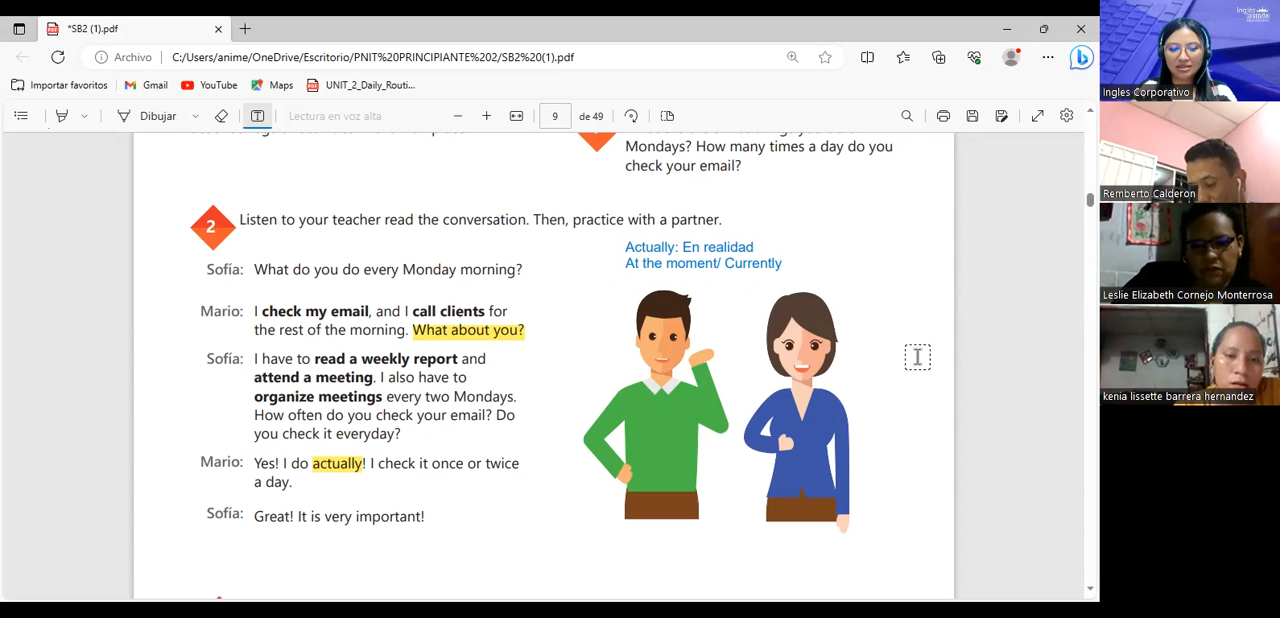 *SB2 (1).pdf
Archivo
C:/Users/anime/OneDrive/Escritorio/PNIT%20PRINCIPIANTE%202/SB2%20(1).pdf
Importar favoritos
Gmail
YouTube
Maps
UNIT_2_Daily_Routi...
Dibujar
Lectura en voz alta
9
de 49
Mondays? How many times a day do you
check your email?
2
Listen to your teacher read the conversation. Then, practice with a partner.
Actually: En realidad
At the moment/ Currently
Sofía: What do you do every Monday morning?
Mario: I check my email, and I call clients for
the rest of the morning. What about you?
Sofía: I have to read a weekly report and
attend a meeting. I also have to
organize meetings every two Mondays.
How often do you check your email? Do
you check it everyday?
Mario: Yes! I do actually! I check it once or twice
a day.
Sofía: Great! It is very important!
Ingles Corporativo
Remberto Calderon
Leslie Elizabeth Cornejo Monterrosa
kenia lissette barrera hernandez